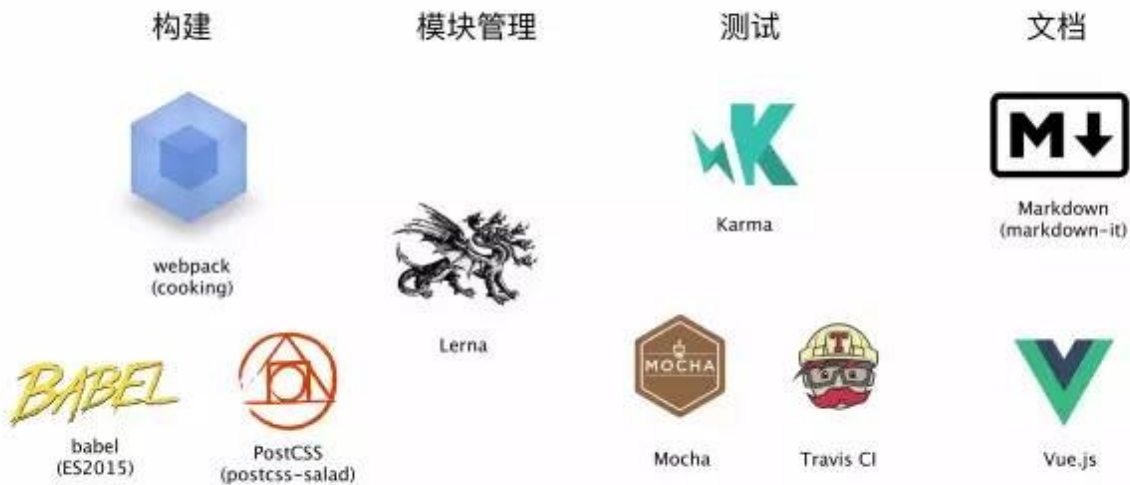 构建
模块管理
测试
文档
webpack
(cooking)
BABEL
babel
(ES2015)
PostCSS
(postcss-salad)
Lerna
K
Karma
MOCHA
Mocha
T
Travis CI
M
Markdown
(markdown-it)
Vue.js